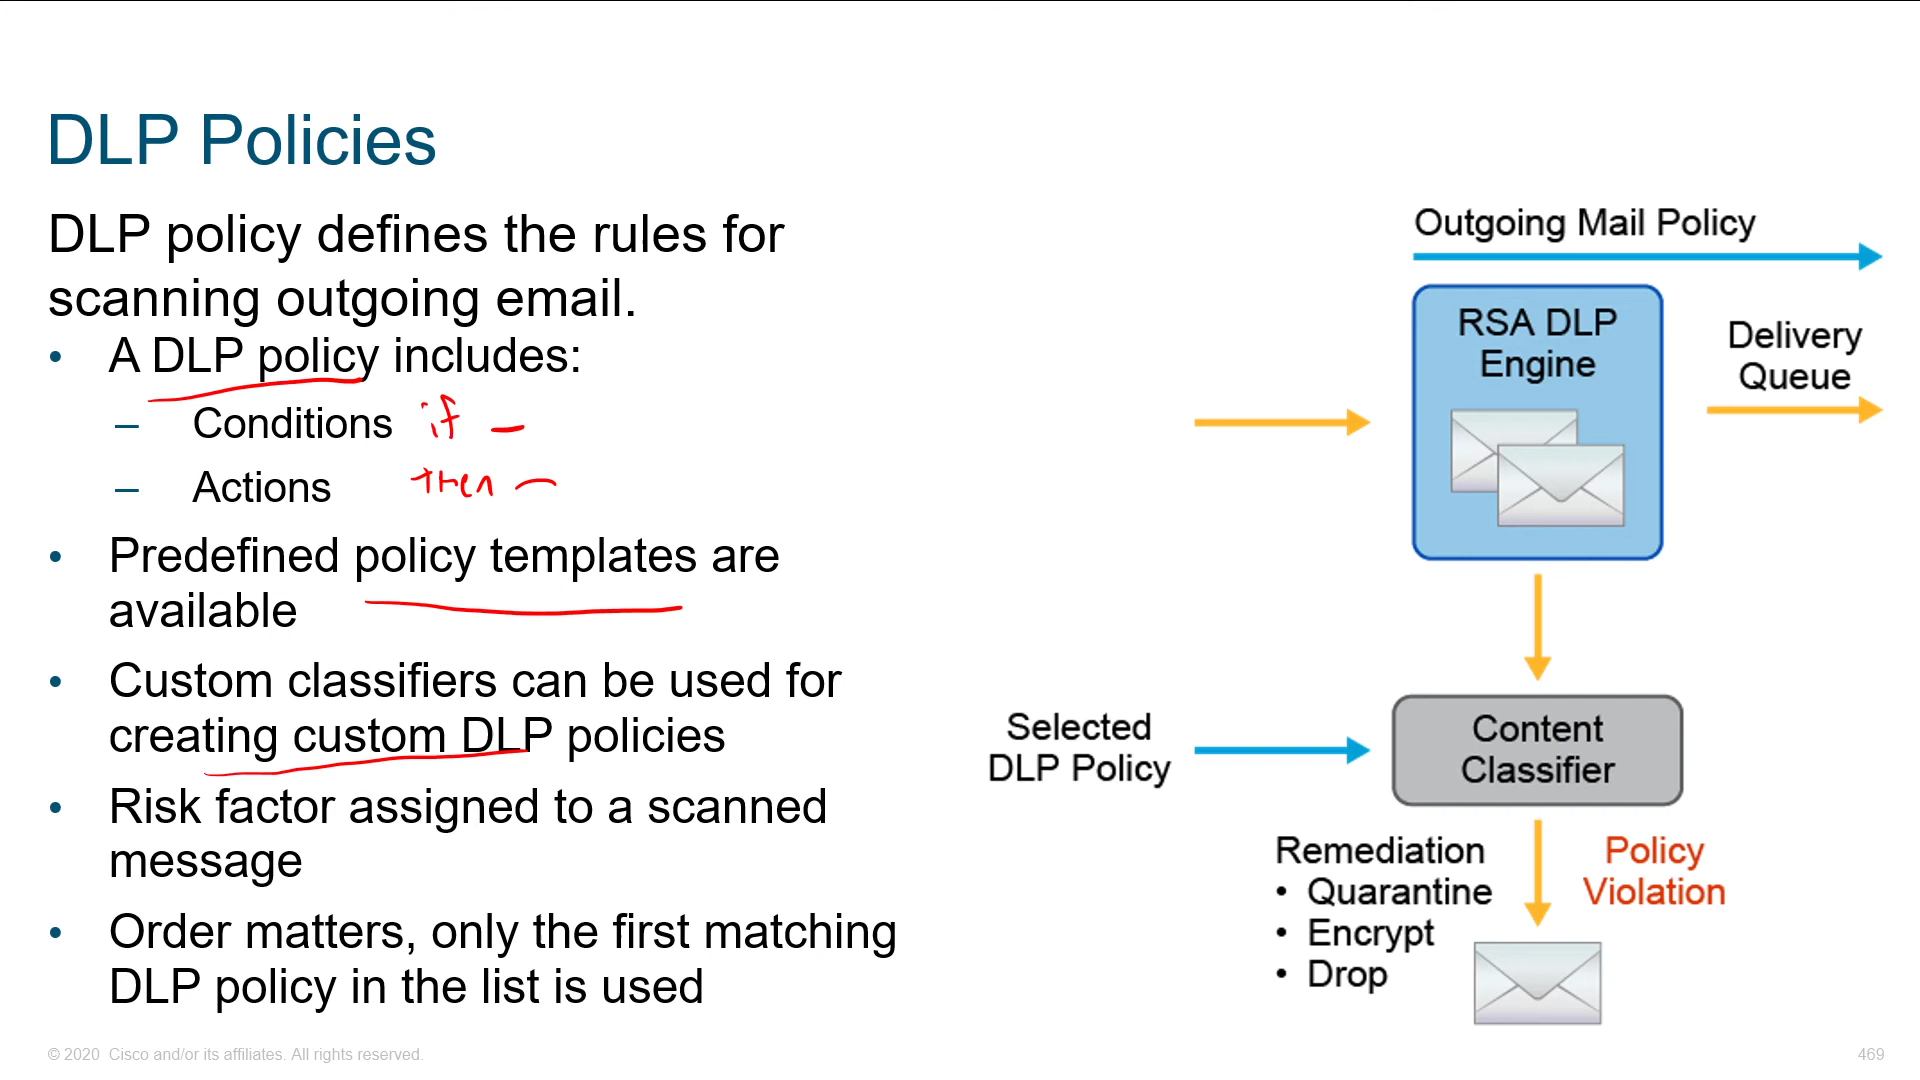 DLP Policies
DLP policy defines the rules for
scanning outgoing email.
• A DLP policy includes:
– Conditions if –
– Actions then –
• Predefined policy templates are
available
• Custom classifiers can be used for
creating custom DLP policies
• Risk factor assigned to a scanned
message
• Order matters, only the first matching
DLP policy in the list is used
Outgoing Mail Policy
RSA DLP
Engine
Delivery
Queue
Selected
DLP Policy
Content
Classifier
Remediation
• Quarantine
• Encrypt
• Drop
Policy
Violation
© 2020 Cisco and/or its affiliates. All rights reserved.
469